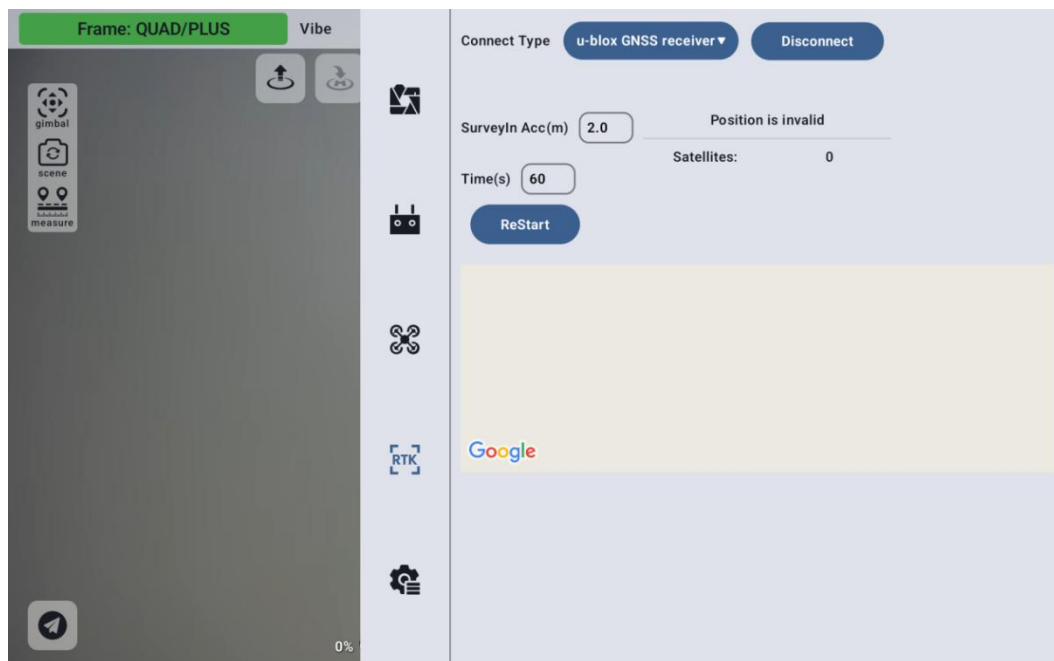 Frame: QUAD/PLUS
Vibe
gimbal
scene
measure
0%
RTK
Connect Type
u-blox GNSS receiver▾
Disconnect
SurveyIn Acc(m)
2.0
Position is invalid
Satellites:
0
Time(s)
60
ReStart
Google